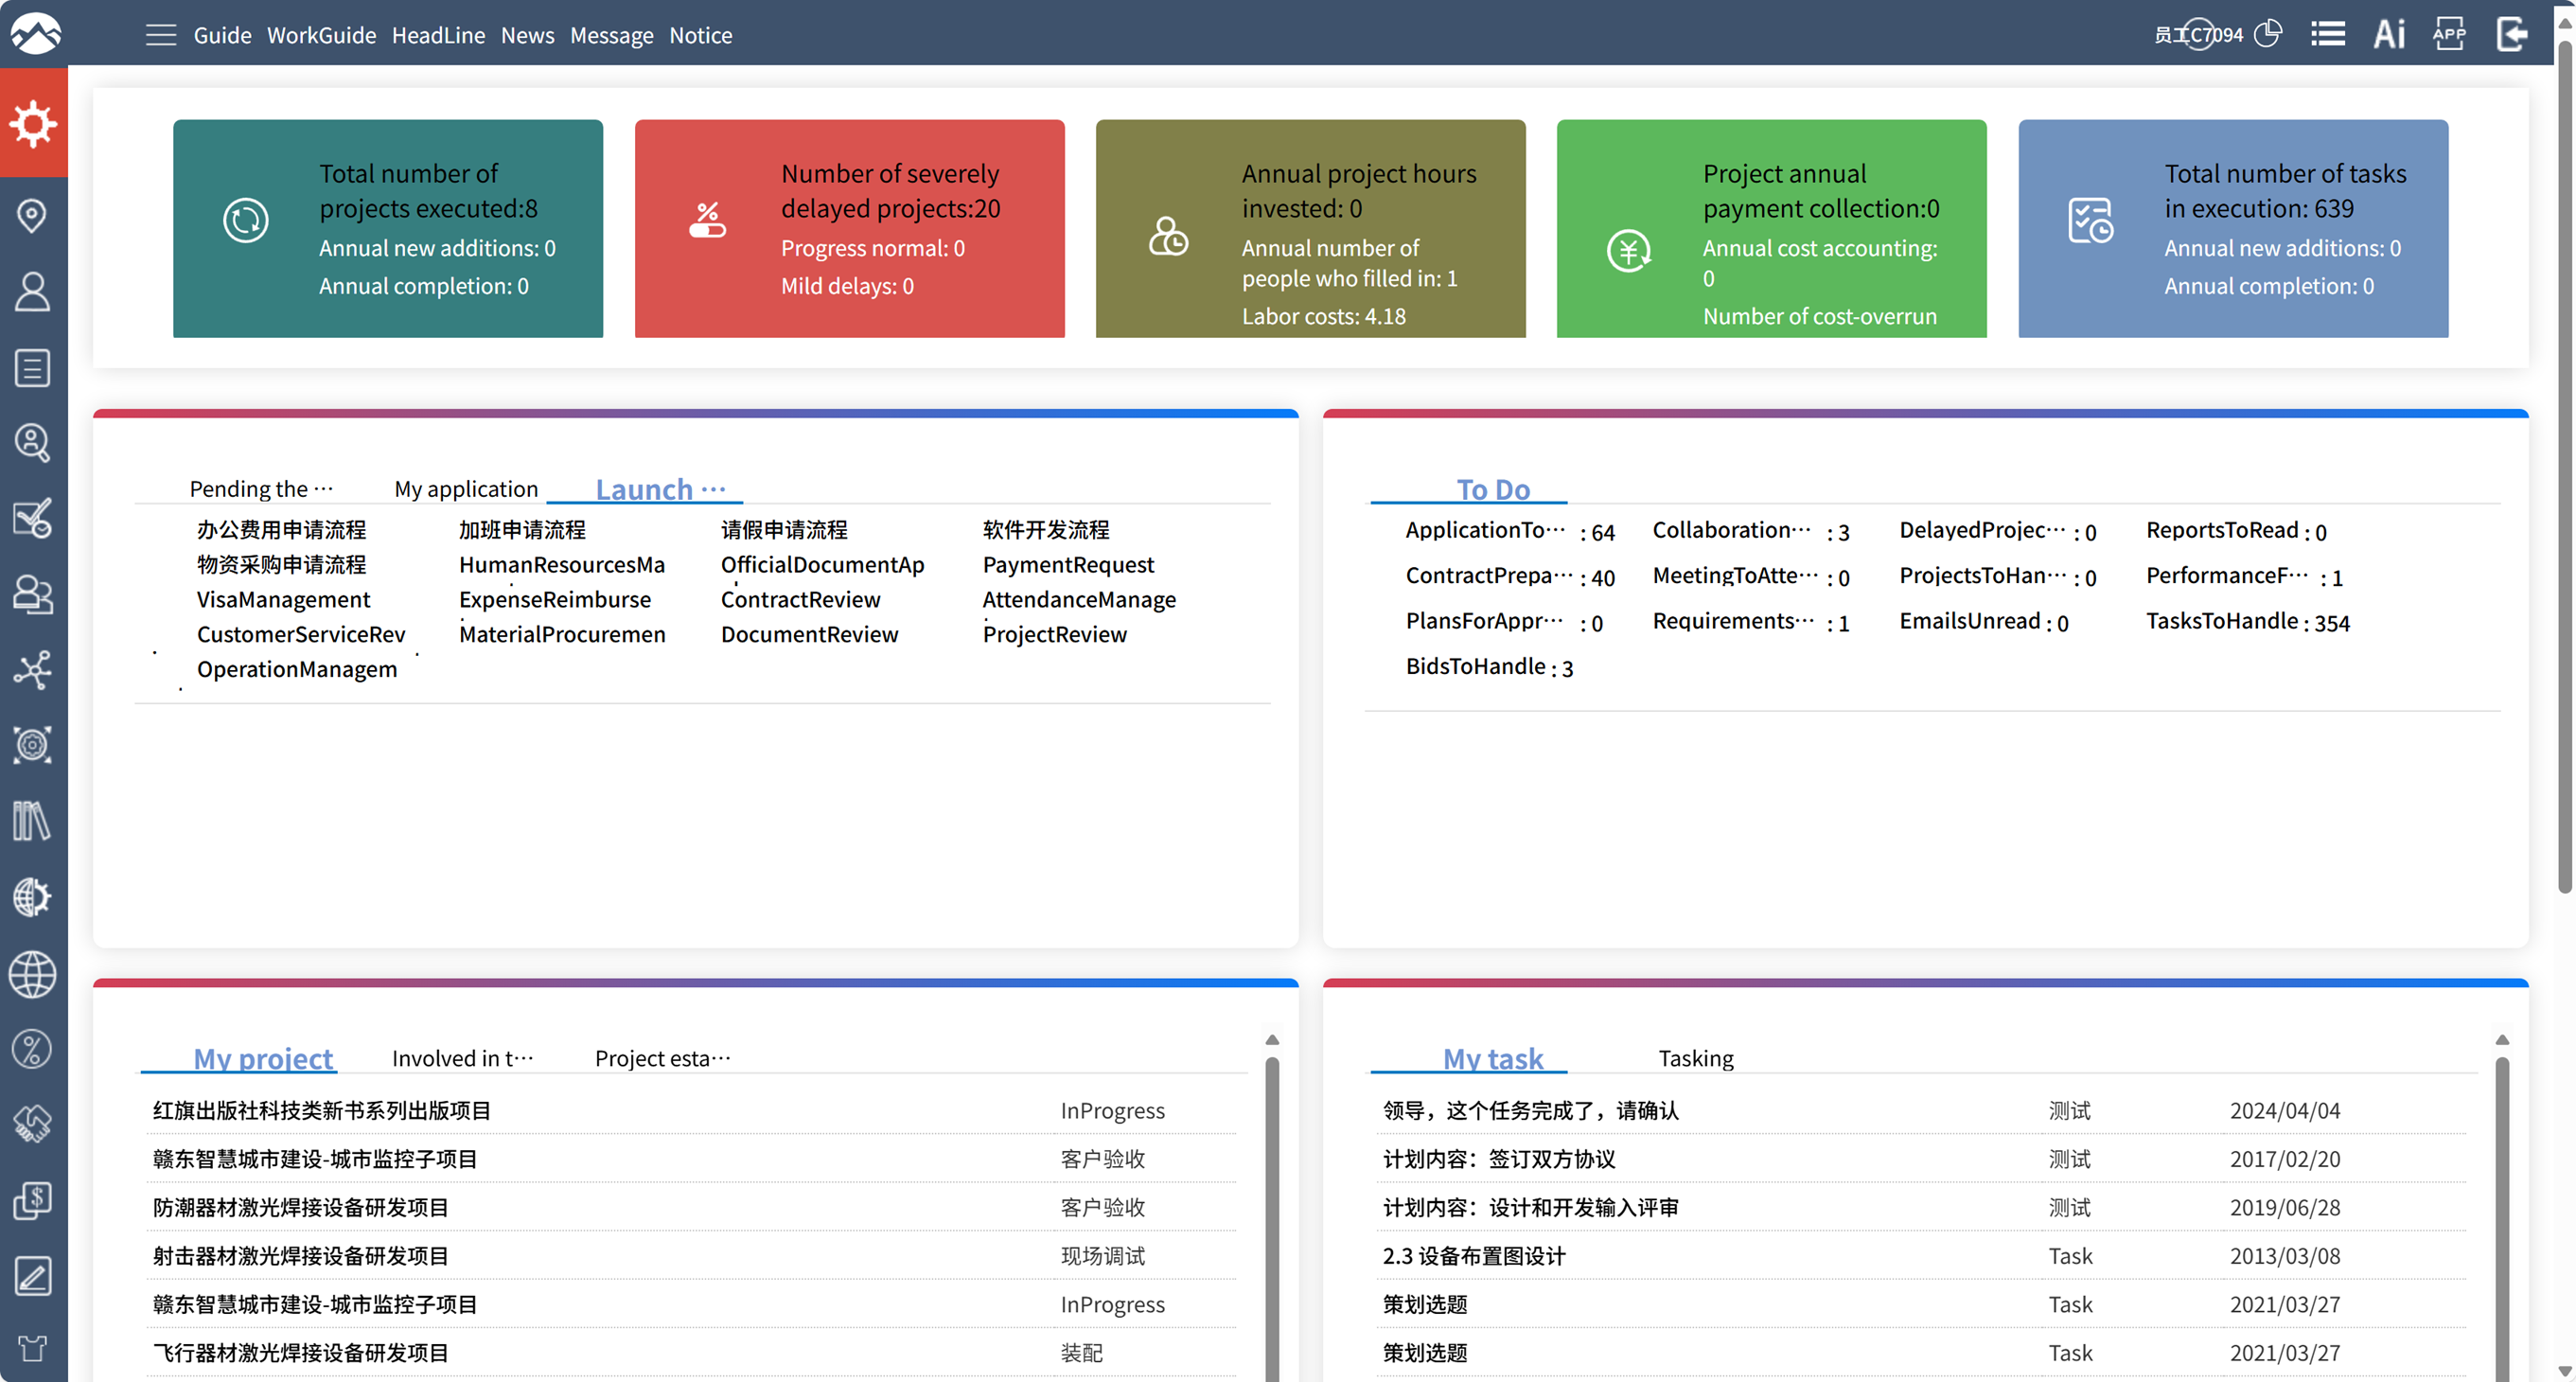 Guide WorkGuide HeadLine News Message Notice
员工C7094
Ai
APP
Total number of
projects executed:8
Annual new additions: 0
Annual completion: 0
Number of severely
delayed projects:20
Progress normal: 0
Mild delays: 0
Annual project hours
invested: 0
Annual number of
people who filled in: 1
Labor costs: 4.18
Project annual
payment collection:0
Annual cost accounting:
0
Number of cost-overrun
Total number of tasks
in execution: 639
Annual new additions: 0
Annual completion: 0
Pending the ··· My application Launch ···
办公费用申请流程 加班申请流程 请假申请流程 软件开发流程
物资采购申请流程 HumanResourcesMa OfficialDocumentAp PaymentRequest
VisaManagement ExpenseReimburse ContractReview AttendanceManage
CustomerServiceRev MaterialProcuremen DocumentReview ProjectReview
OperationManagem
To Do
ApplicationTo··· : 64 Collaboration··· : 3 DelayedProjec··· : 0 ReportsToRead : 0
ContractPrepa··· : 40 MeetingToAtte··· : 0 ProjectsToHan··· : 0 PerformanceF··· : 1
PlansForAppr··· : 0 Requirements··· : 1 EmailsUnread : 0 TasksToHandle : 354
BidsToHandle : 3
My project Involved in t··· Project esta···
红旗出版社科技类新书系列出版项目 InProgress
赣东智慧城市建设-城市监控子项目 客户验收
防潮器材激光焊接设备研发项目 客户验收
射击器材激光焊接设备研发项目 现场调试
赣东智慧城市建设-城市监控子项目 InProgress
飞行器材激光焊接设备研发项目 装配
My task Tasking
领导，这个任务完成了，请确认 测试 2024/04/04
计划内容：签订双方协议 测试 2017/02/20
计划内容：设计和开发输入评审 测试 2019/06/28
2.3 设备布置图设计 Task 2013/03/08
策划选题 Task 2021/03/27
策划选题 Task 2021/03/27